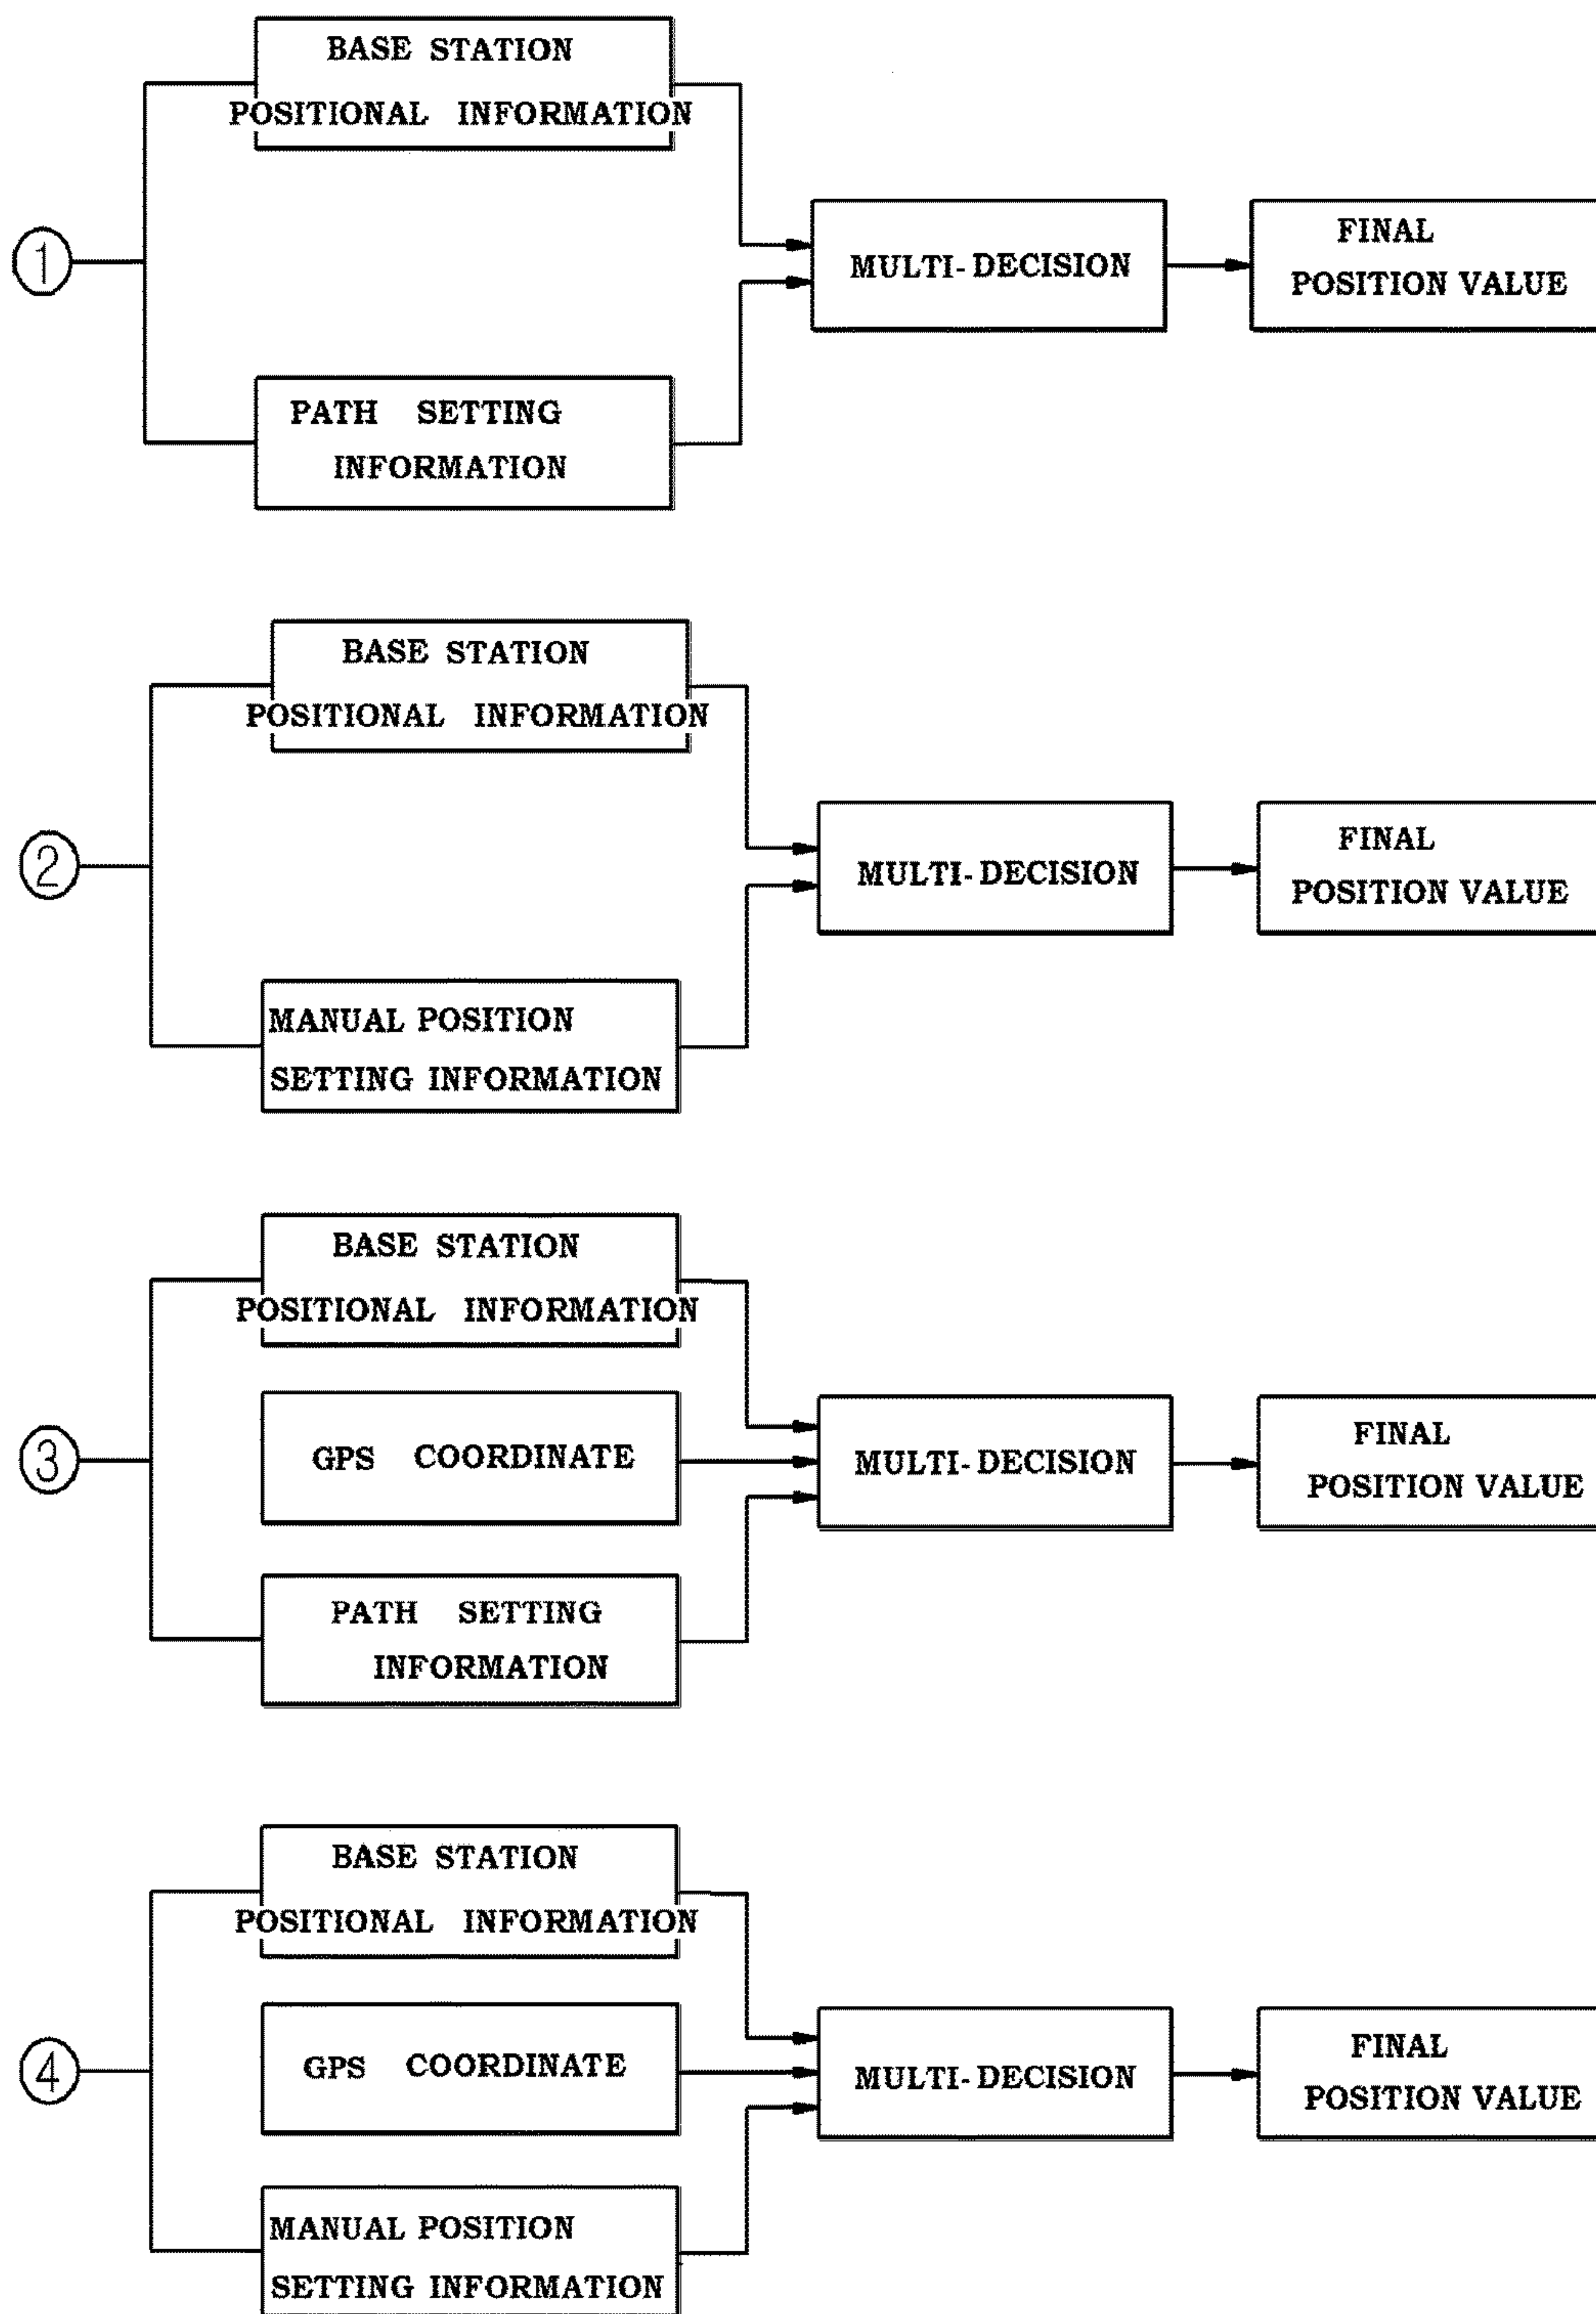 BASE STATION
POSITIONAL INFORMATION
1
MULTI-DECISION
FINAL
POSITION VALUE
PATH SETTING
INFORMATION
BASE STATION
POSITIONAL INFORMATION
2
MULTI-DECISION
FINAL
POSITION VALUE
MANUAL POSITION
SETTING INFORMATION
BASE STATION
POSITIONAL INFORMATION
3
GPS COORDINATE
MULTI-DECISION
FINAL
POSITION VALUE
PATH SETTING
INFORMATION
BASE STATION
POSITIONAL INFORMATION
4
GPS COORDINATE
MULTI-DECISION
FINAL
POSITION VALUE
MANUAL POSITION
SETTING INFORMATION